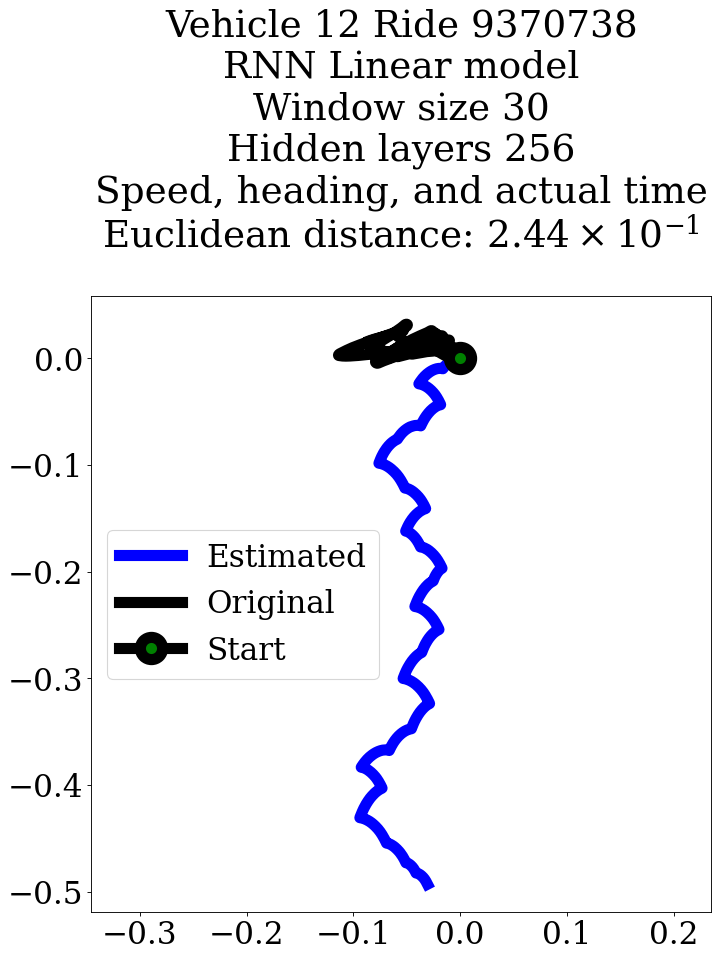 Vehicle 12 Ride 9370738
RNN Linear model
Window size 30
Hidden layers 256
Speed, heading, and actual time
Euclidean distance: 2.44 × 10⁻¹
0.0
−0.1
−0.2
−0.3
−0.4
−0.5
Estimated
Original
Start
−0.3 −0.2 −0.1 0.0 0.1 0.2